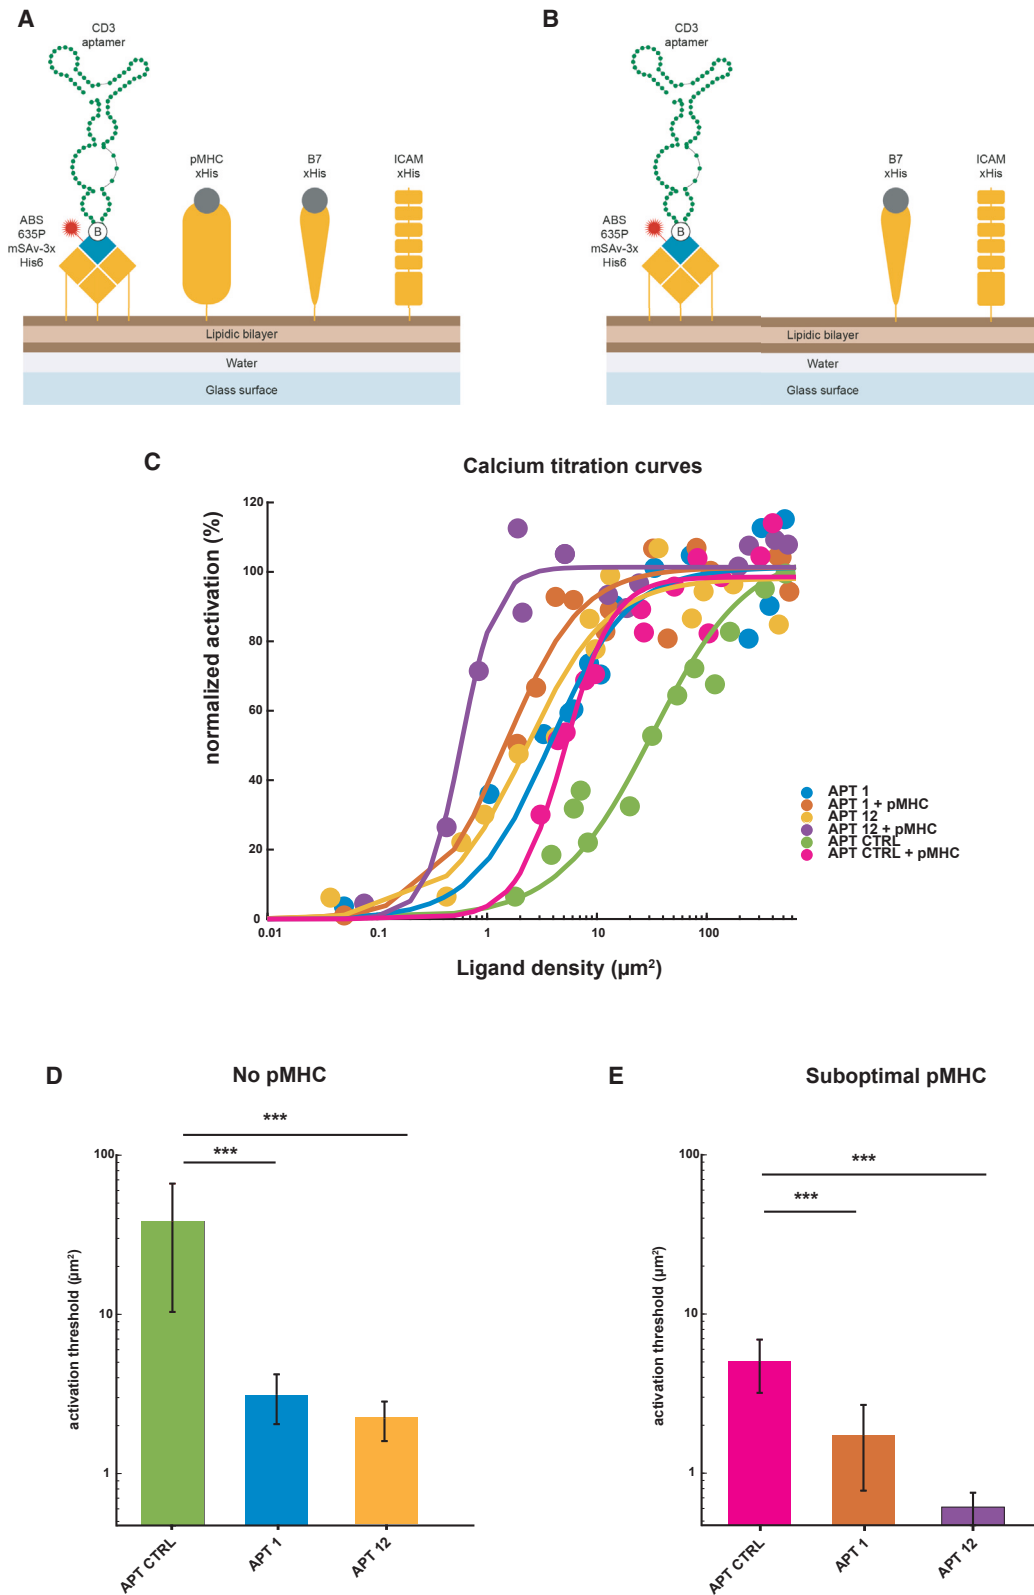 A
CD3
aptamer
pMHC
xHis
B7
xHis
ICAM
xHis
ABS
635P
mSAv-3x
His6
B
Lipidic bilayer
Water
Glass surface
B
CD3
aptamer
B7
xHis
ICAM
xHis
ABS
635P
mSAv-3x
His6
B
Lipidic bilayer
Water
Glass surface
C
Calcium titration curves
normalized activation (%)
120
100
80
60
40
20
0
0.01
0.1
1
10
100
Ligand density (μm²)
APT 1
APT 1 + pMHC
APT 12
APT 12 + pMHC
APT CTRL
APT CTRL + pMHC
D
No pMHC
***
***
activation threshold (μm²)
100
10
1
APT CTRL
APT 1
APT 12
E
Suboptimal pMHC
***
***
activation threshold (μm²)
100
10
1
APT CTRL
APT 1
APT 12